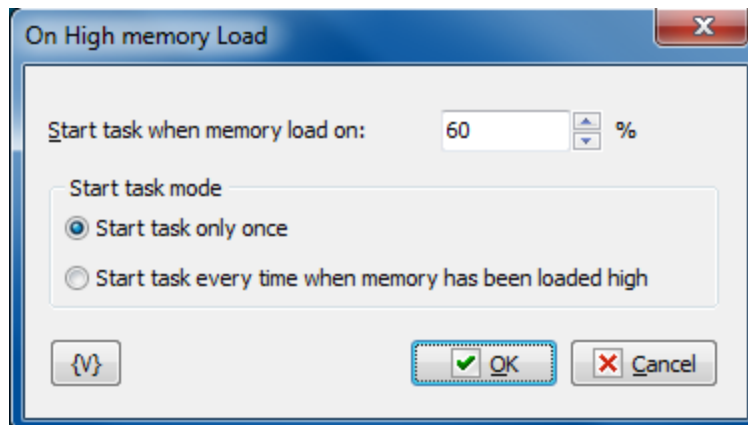 On High memory Load
Start task when memory load on: 60 %
Start task mode
Start task only once
Start task every time when memory has been loaded high
{V} OK Cancel